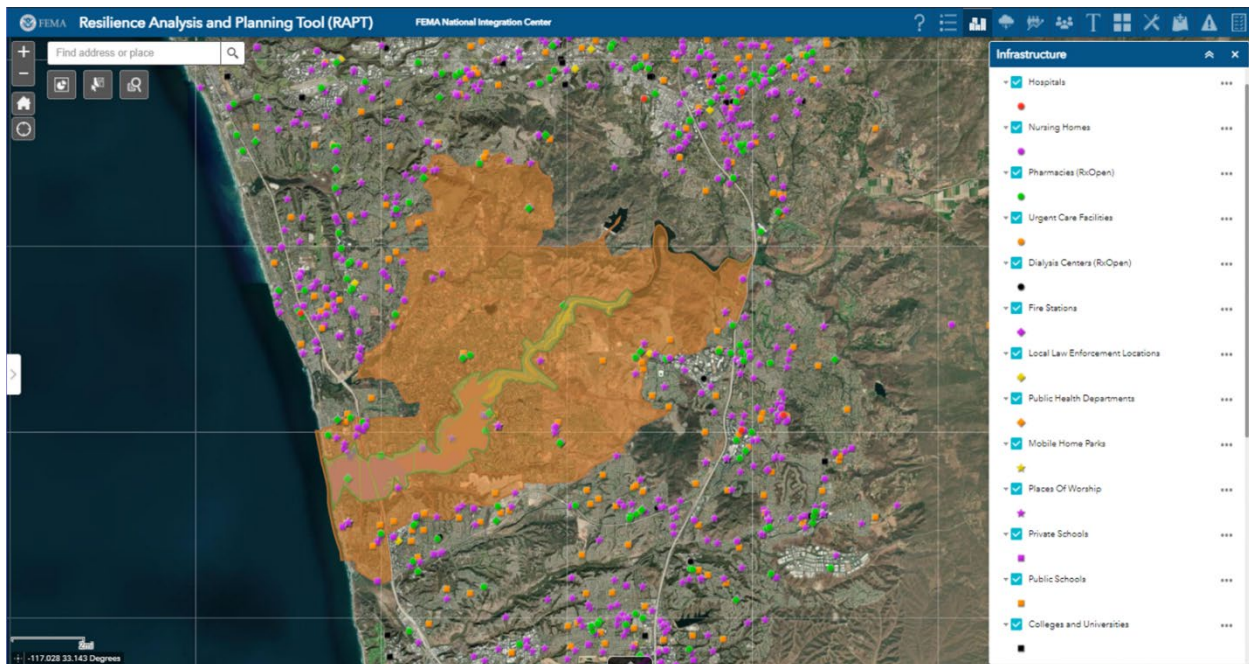 FEMA Resilience Analysis and Planning Tool (RAPT) FEMA National Integration Center
Find address or place
Infrastructure
Hospitals
Nursing Homes
Pharmacies (RxOpen)
Urgent Care Facilities
Dialysis Centers (RxOpen)
Fire Stations
Local Law Enforcement Locations
Public Health Departments
Mobile Home Parks
Places Of Worship
Private Schools
Public Schools
Colleges and Universities
2mi
-117.028 33.143 Degrees